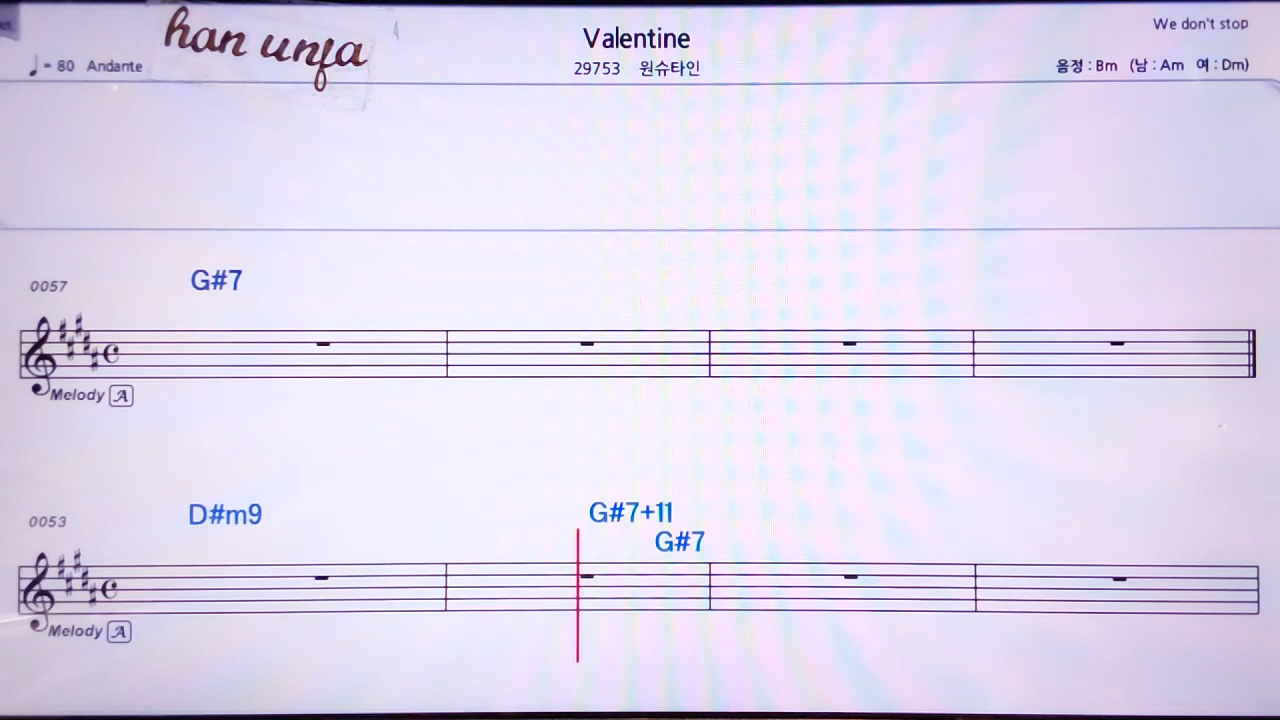 han unfa
Valentine
We don't stop
♩= 80 Andante
29753 원슈타인
음정 : Bm (남 : Am 여 : Dm)
0057
G#7
Melody A
0053
D#m9
G#7+11
G#7
Melody A